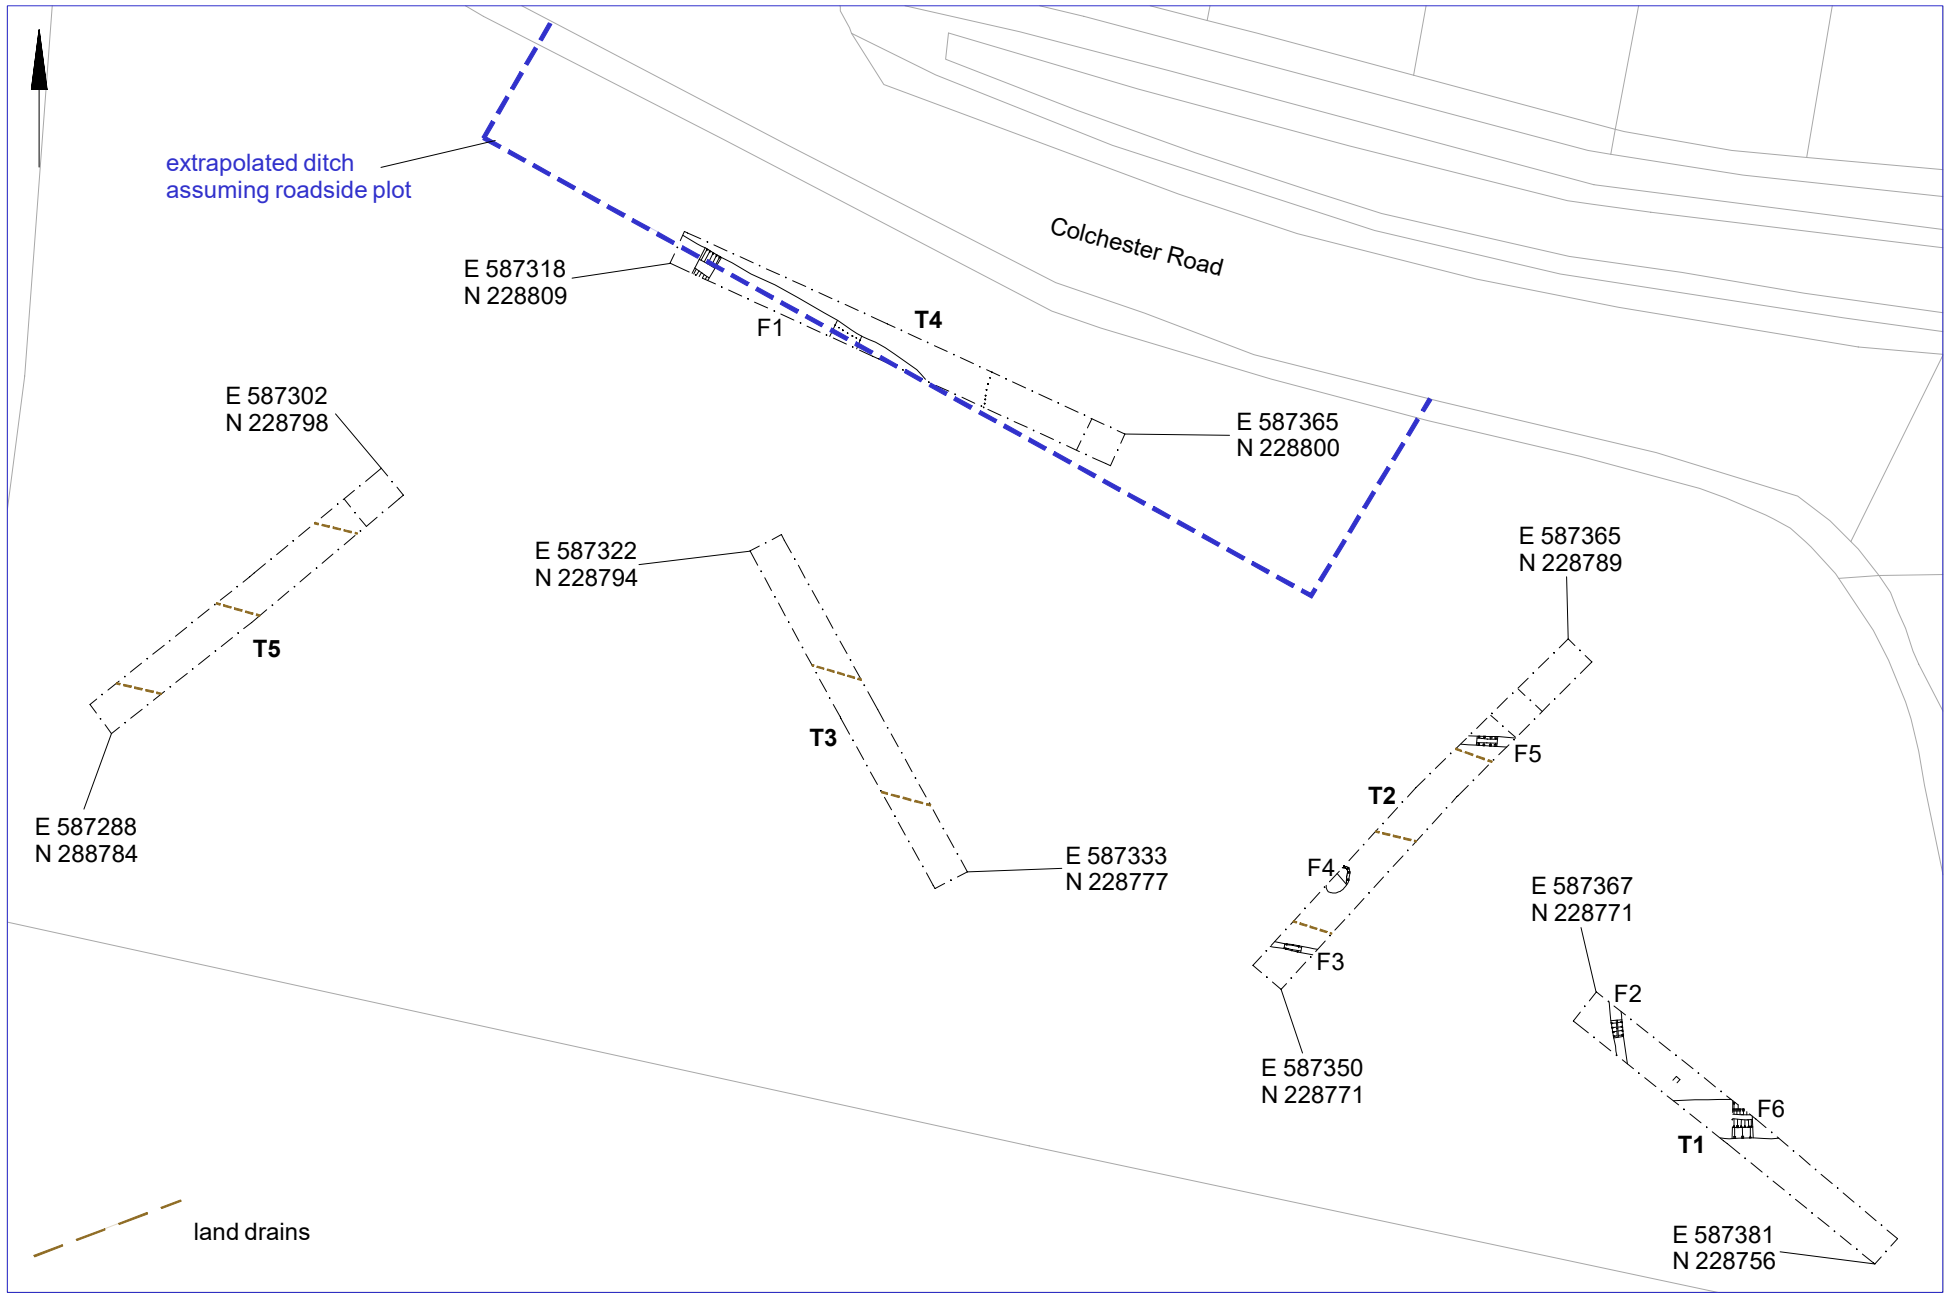 extrapolated ditch
assuming roadside plot
Colchester Road
E 587318
N 228809
F1
T4
E 587302
N 228798
E 587365
N 228800
E 587322
N 228794
E 587365
N 228789
T5
T3
F5
T2
E 587288
N 288784
E 587333
N 228777
F4
E 587367
N 228771
F3
F2
E 587350
N 228771
F6
T1
land drains
E 587381
N 228756